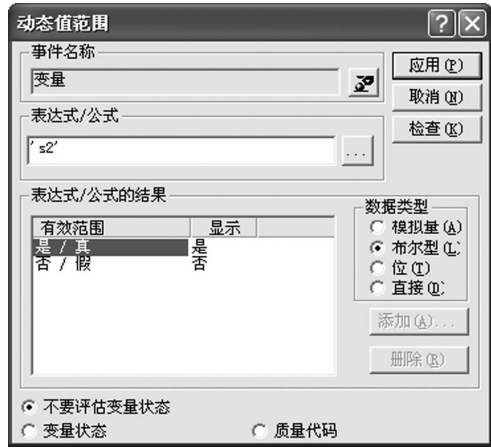 动态值范围
事件名称
变量
应用(P)
取消(N)
检查(K)
表达式/公式
's2'
...
表达式/公式的结果
有效范围 显示
是 / 真 是
否 / 假 否
数据类型
模拟量(A)
布尔型(L)
位(T)
直接(D)
添加(A)...
删除(R)
不要评估变量状态
变量状态 质量代码